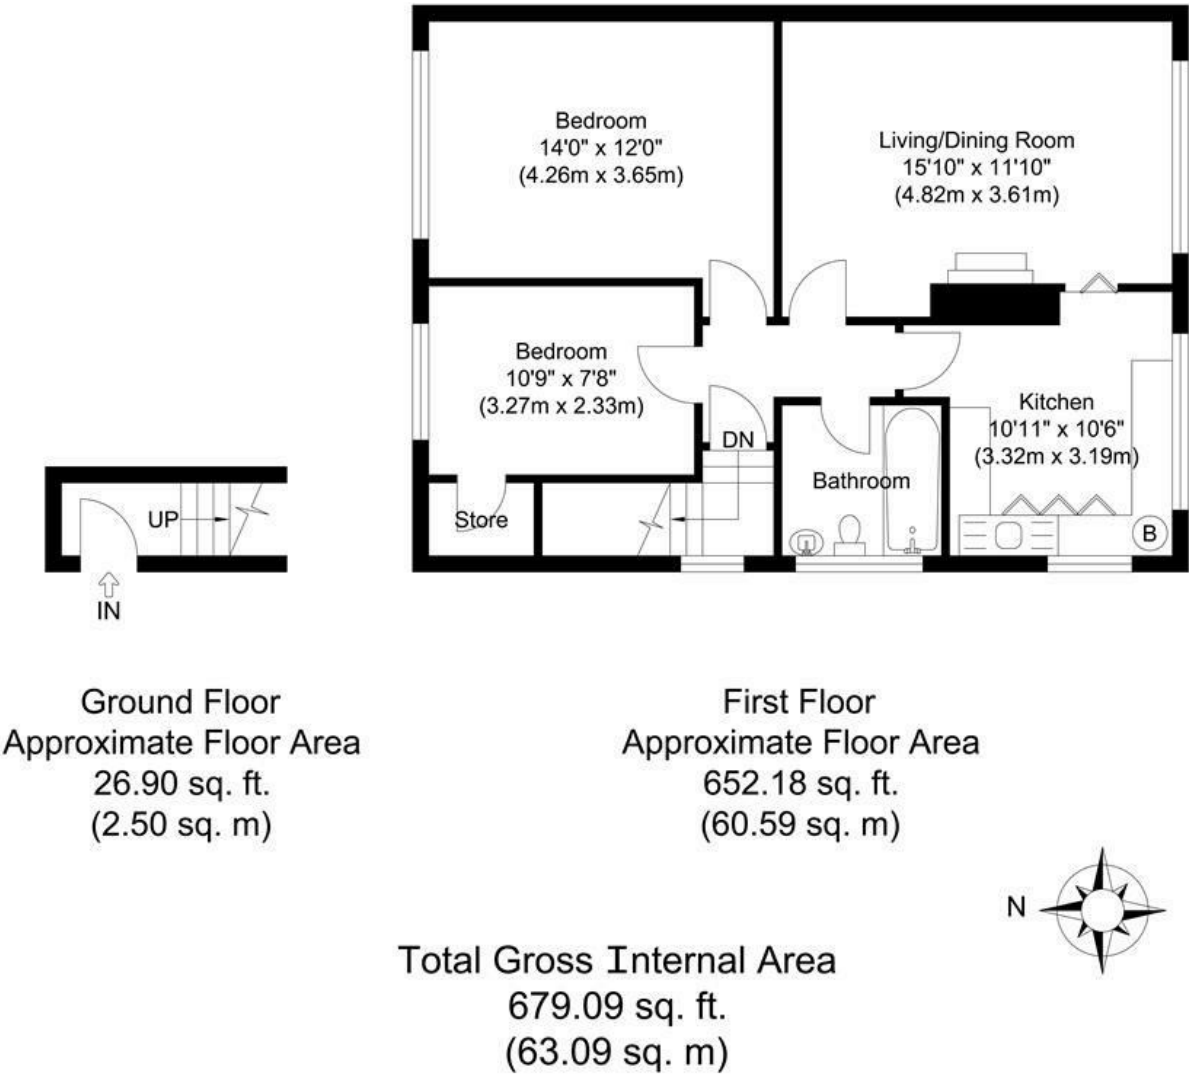 Bedroom
14'0" x 12'0"
(4.26m x 3.65m)
Living/Dining Room
15'10" x 11'10"
(4.82m x 3.61m)
Bedroom
10'9" x 7'8"
(3.27m x 2.33m)
Kitchen
10'11" x 10'6"
(3.32m x 3.19m)
DN
Bathroom
Store
B
UP
IN
Ground Floor
Approximate Floor Area
26.90 sq. ft.
(2.50 sq. m)
First Floor
Approximate Floor Area
652.18 sq. ft.
(60.59 sq. m)
N
Total Gross Internal Area
679.09 sq. ft.
(63.09 sq. m)